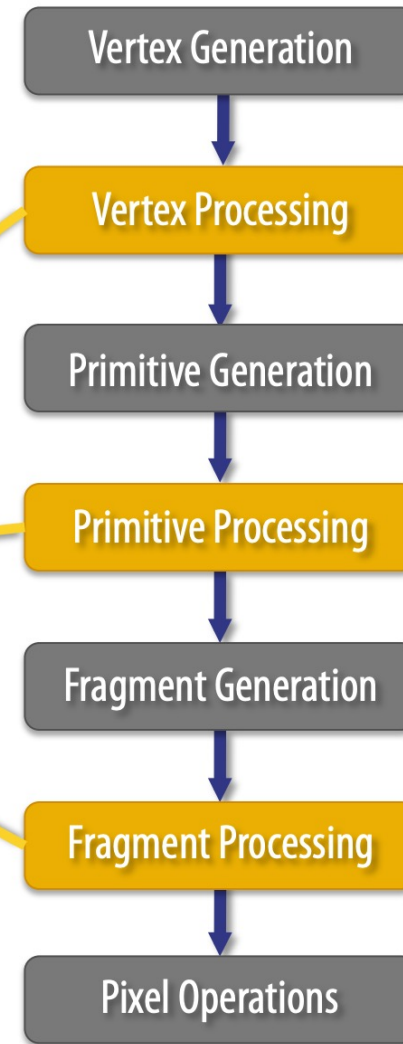 Vertex Generation
Vertex Processing
Primitive Generation
Primitive Processing
Fragment Generation
Fragment Processing
Pixel Operations